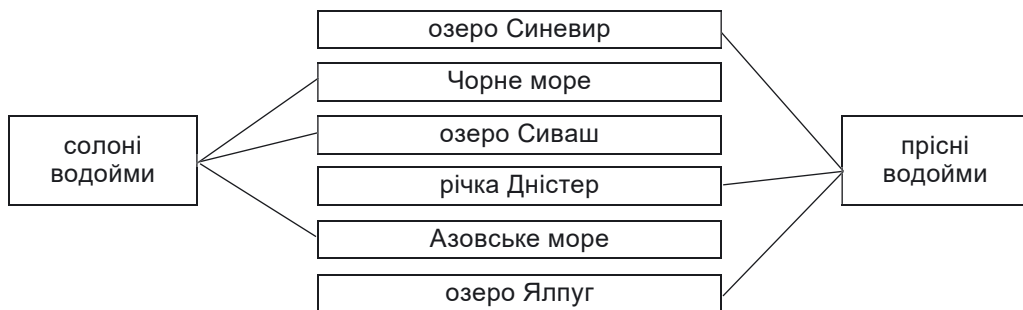 озеро Синевир
Чорне море
озеро Сиваш
річка Дністер
Азовське море
озеро Ялпуг
солоні
водойми
прісні
водойми